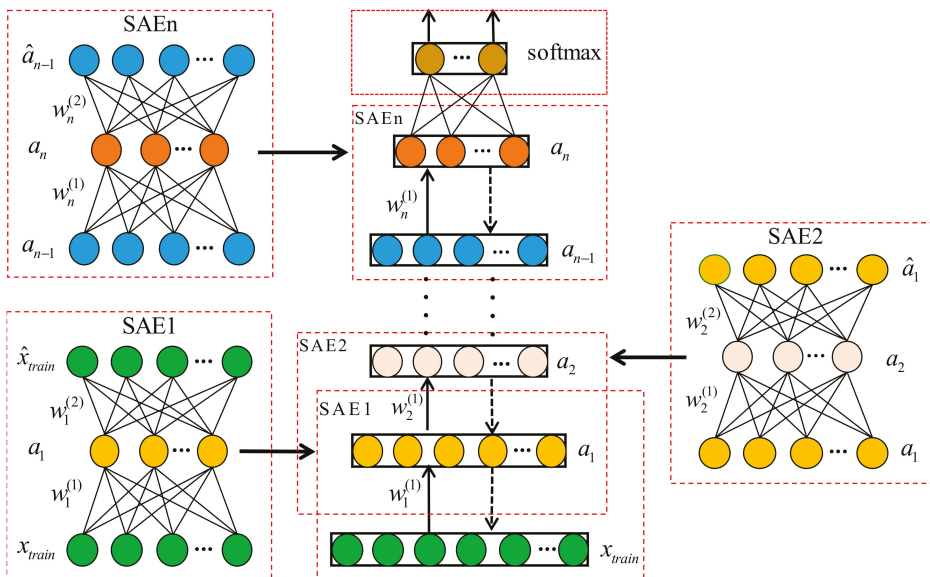 SAEn
â_{n-1} ...
w_n^{(2)}
a_n ...
w_n^{(1)}
a_{n-1} ...
SAE1
x̂_{train} ...
w_1^{(2)}
a_1 ...
w_1^{(1)}
x_{train} ...
... softmax
SAEn
... a_n
w_n^{(1)}
... a_{n-1}
SAE2
... a_2
SAE1 w_2^{(1)}
... a_1
w_1^{(1)}
... x_{train}
SAE2
... â_1
w_2^{(2)}
... a_2
w_2^{(1)}
... a_1